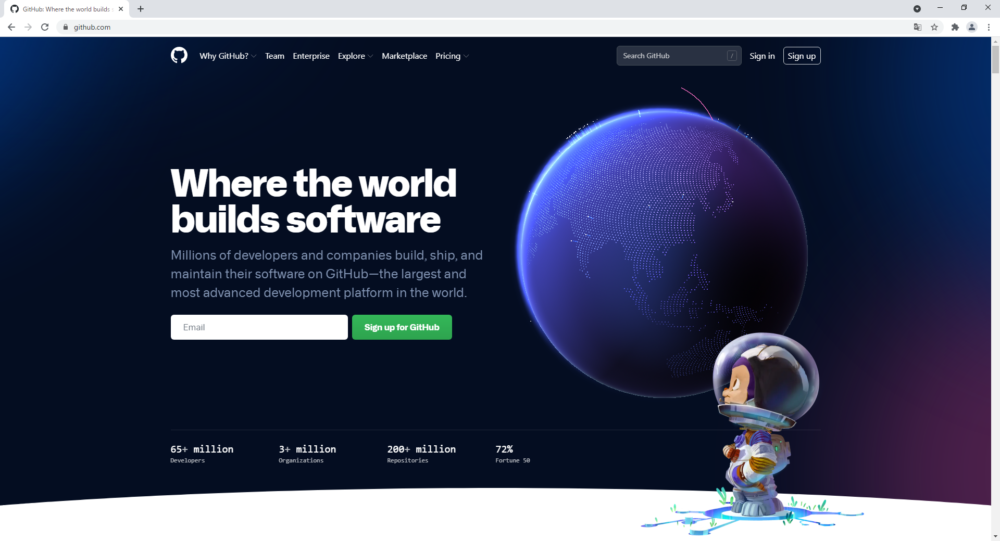 GitHub: Where the world builds
github.com
Why GitHub?
Team
Enterprise
Explore
Marketplace
Pricing
Search GitHub
/
Sign in
Sign up
Where the world
builds software
Millions of developers and companies build, ship, and
maintain their software on GitHub—the largest and
most advanced development platform in the world.
Email
Sign up for GitHub
65+ million
Developers
3+ million
Organizations
200+ million
Repositories
72%
Fortune 50